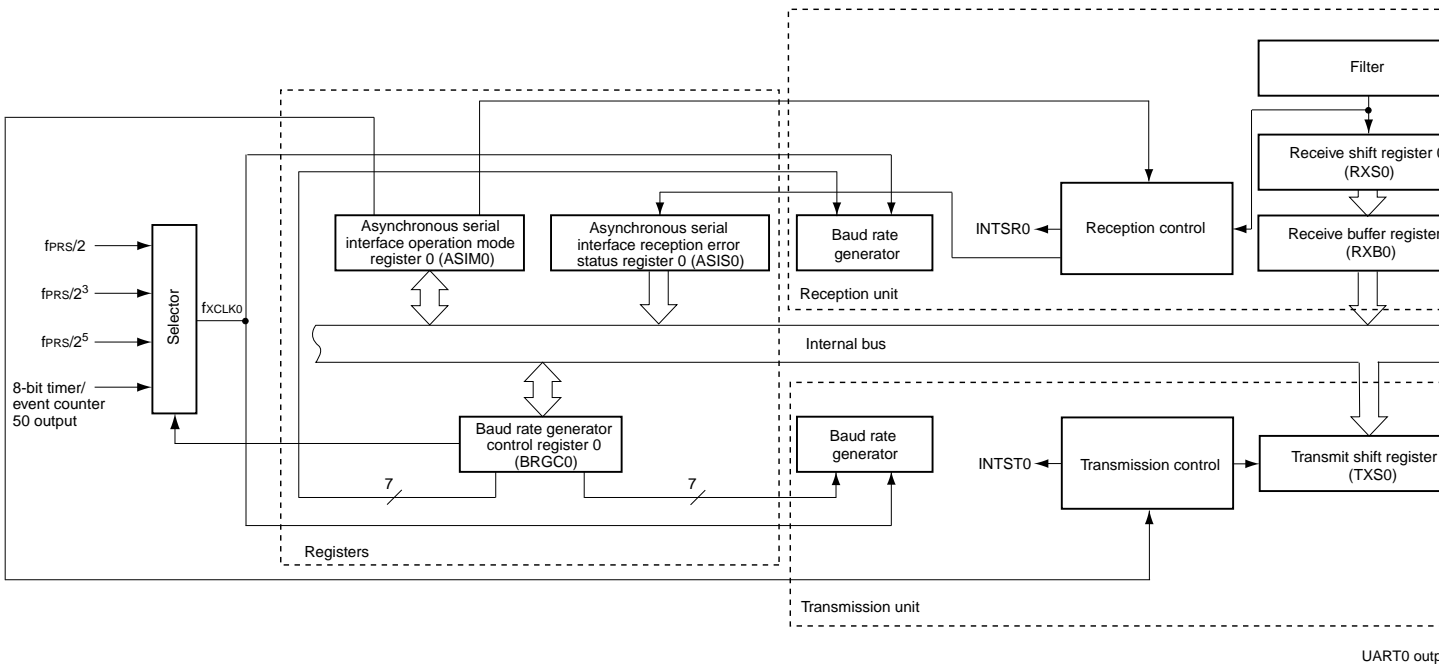 Filter
Receive shift register 0
(RXS0)
Asynchronous serial
interface operation mode
register 0 (ASIM0)
Asynchronous serial
interface reception error
status register 0 (ASIS0)
Baud rate
generator
INTSR0
Reception control
Receive buffer register
(RXB0)
Reception unit
fPRS/2
fPRS/2³
fPRS/2⁵
8-bit timer/
event counter
50 output
Selector
fXCLK0
Internal bus
Baud rate generator
control register 0
(BRGC0)
7
7
Registers
Baud rate
generator
INTST0
Transmission control
Transmit shift register
(TXS0)
Transmission unit
UART0